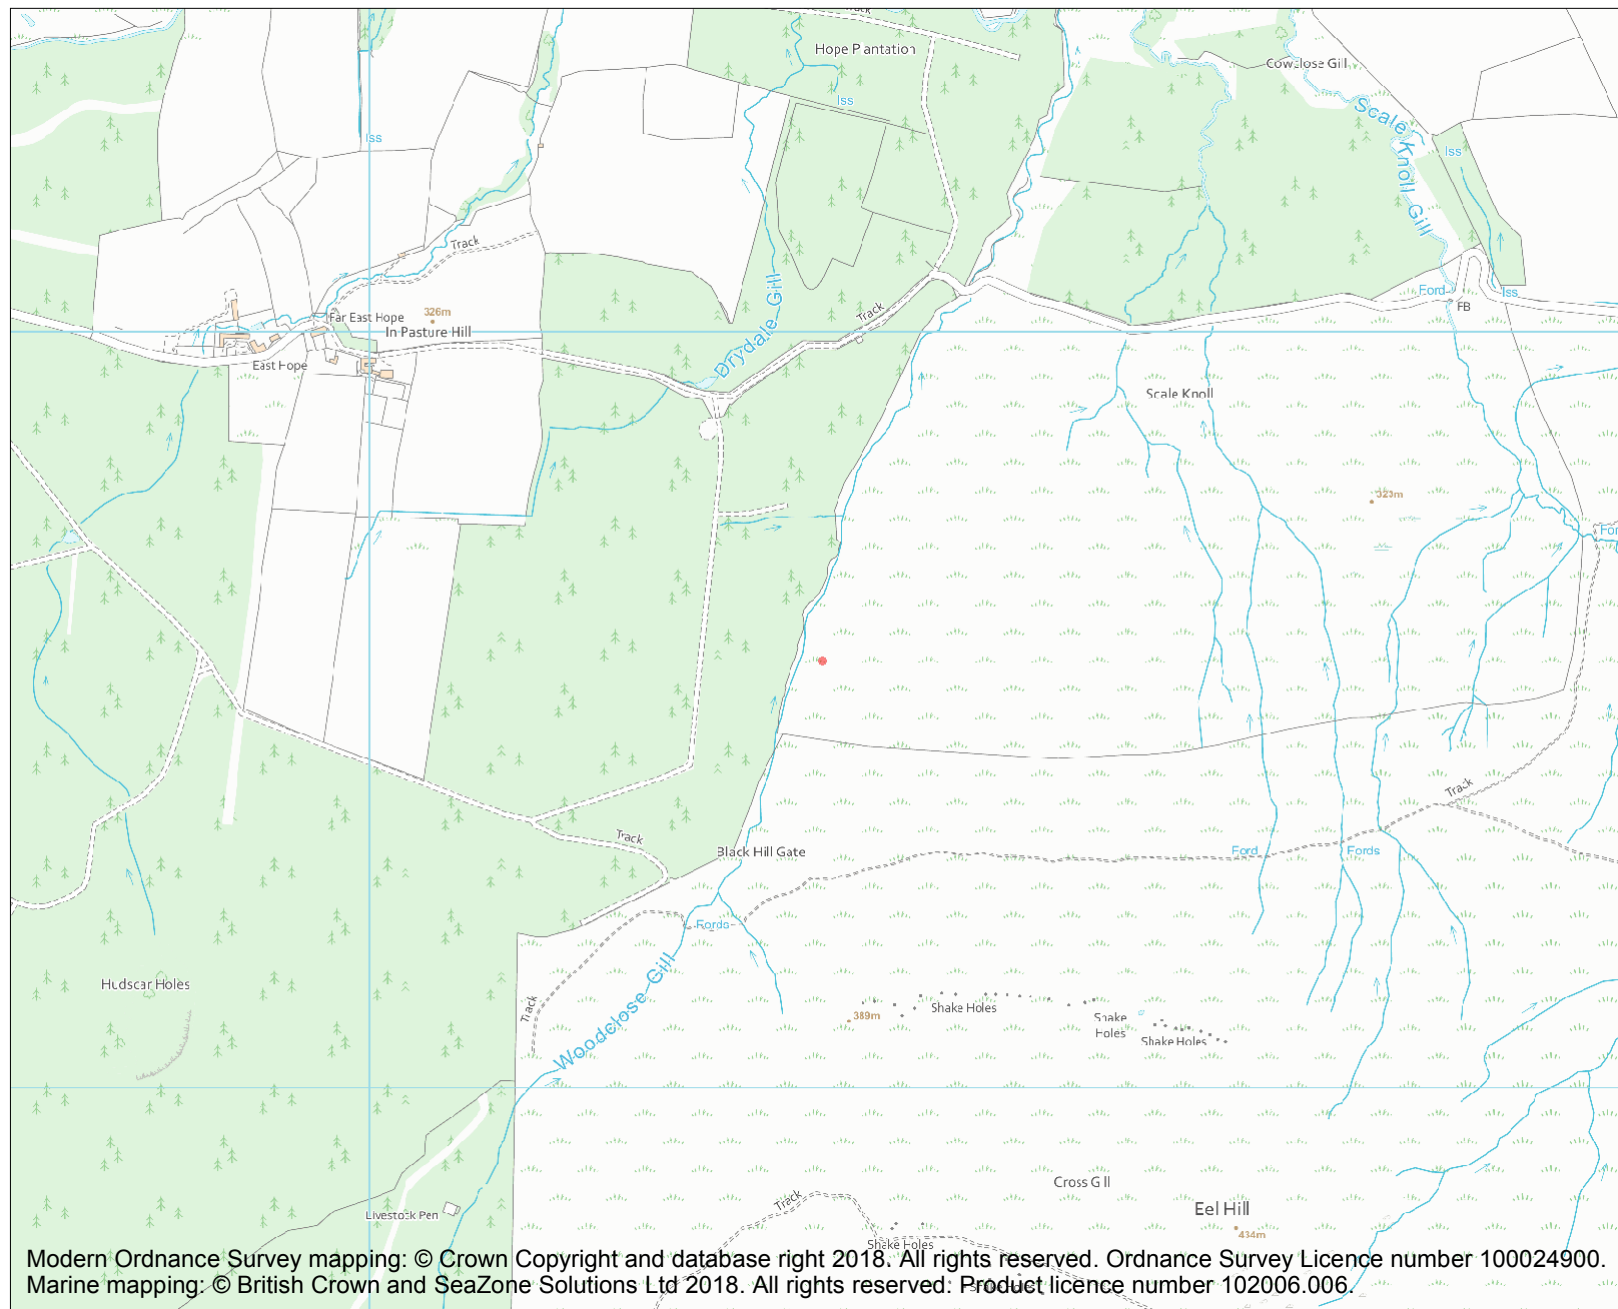 Track
Hope Plantation
Cowclose Gill
Iss
Scale Knoll Gill
Iss
Iss
Track
Drydale Gill
Ford
Iss
FB
326m
Far East Hope
In Pasture Hill
Track
East Hope
Scale Knoll
323m
Track
Track
Black Hill Gate
Ford
Fords
Fords
Hudscar Holes
Woodclose Gill
Track
389m
Shake Holes
Shake
Holes
Shake Holes
Cross Gill
Track
Livestock Pen
Eel Hill
434m
Shake Holes
Modern Ordnance Survey mapping: © Crown Copyright and database right 2018. All rights reserved. Ordnance Survey Licence number 100024900.
Marine mapping: © British Crown and SeaZone Solutions Ltd 2018. All rights reserved. Product licence number 102006.006.